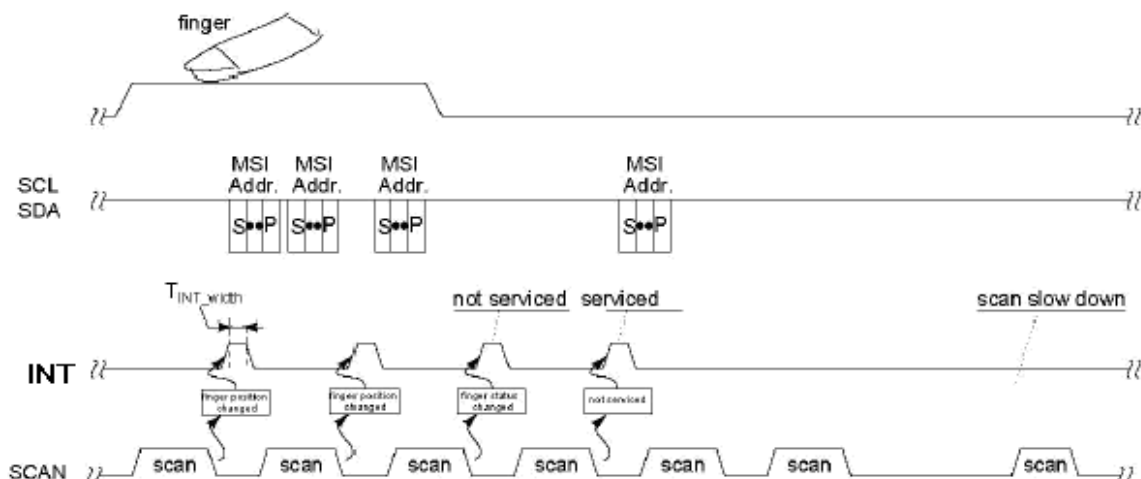 finger
MSI Addr.
MSI Addr.
MSI Addr.
MSI Addr.
SCL
SDA
S●●P
S●●P
S●●P
S●●P
TINT_width
not serviced
serviced
scan slow down
INT
finger position changed
finger position changed
finger status changed
not serviced
SCAN
scan
scan
scan
scan
scan
scan
scan